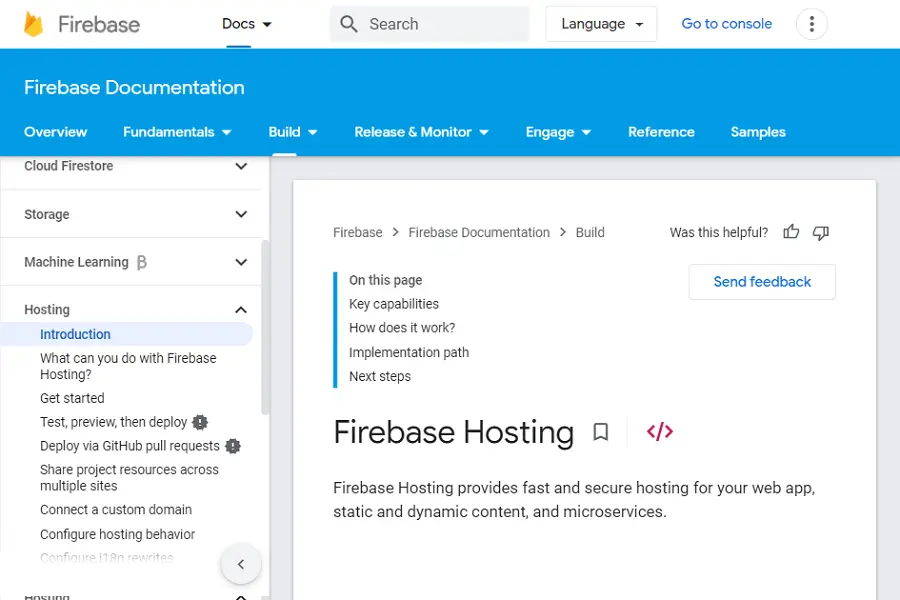 Firebase
Docs
Search
Language
Go to console
Firebase Documentation
Overview
Fundamentals
Build
Release & Monitor
Engage
Reference
Samples
Cloud Firestore
Storage
Machine Learning β
Hosting
Introduction
What can you do with Firebase
Hosting?
Get started
Test, preview, then deploy
Deploy via GitHub pull requests
Share project resources across
multiple sites
Connect a custom domain
Configure hosting behavior
Configure i18n rewrites
Hosting
Firebase > Firebase Documentation > Build
Was this helpful?
Send feedback
On this page
Key capabilities
How does it work?
Implementation path
Next steps
Firebase Hosting </>
Firebase Hosting provides fast and secure hosting for your web app,
static and dynamic content, and microservices.